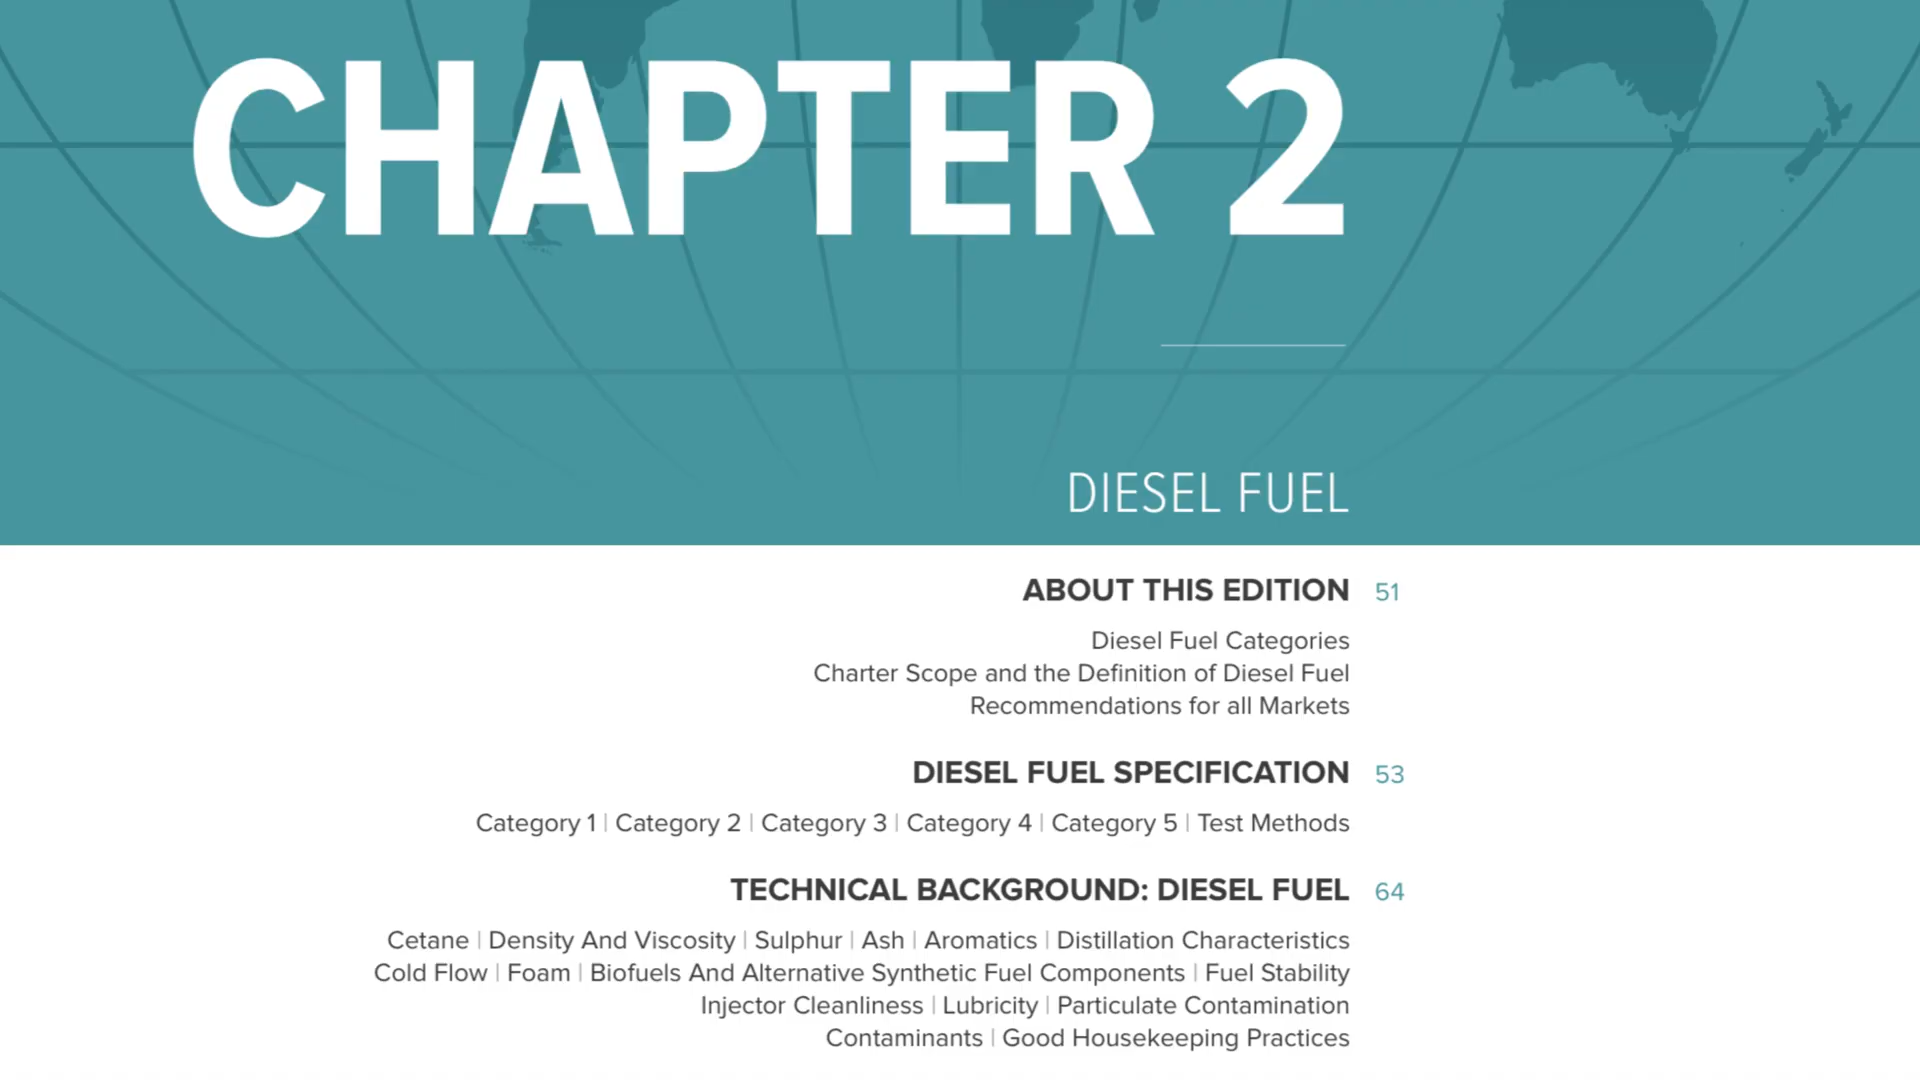 CHAPTER 2
DIESEL FUEL
ABOUT THIS EDITION 51
Diesel Fuel Categories
Charter Scope and the Definition of Diesel Fuel
Recommendations for all Markets
DIESEL FUEL SPECIFICATION 53
Category 1 | Category 2 | Category 3 | Category 4 | Category 5 | Test Methods
TECHNICAL BACKGROUND: DIESEL FUEL 64
Cetane | Density And Viscosity | Sulphur | Ash | Aromatics | Distillation Characteristics
Cold Flow | Foam | Biofuels And Alternative Synthetic Fuel Components | Fuel Stability
Injector Cleanliness | Lubricity | Particulate Contamination
Contaminants | Good Housekeeping Practices